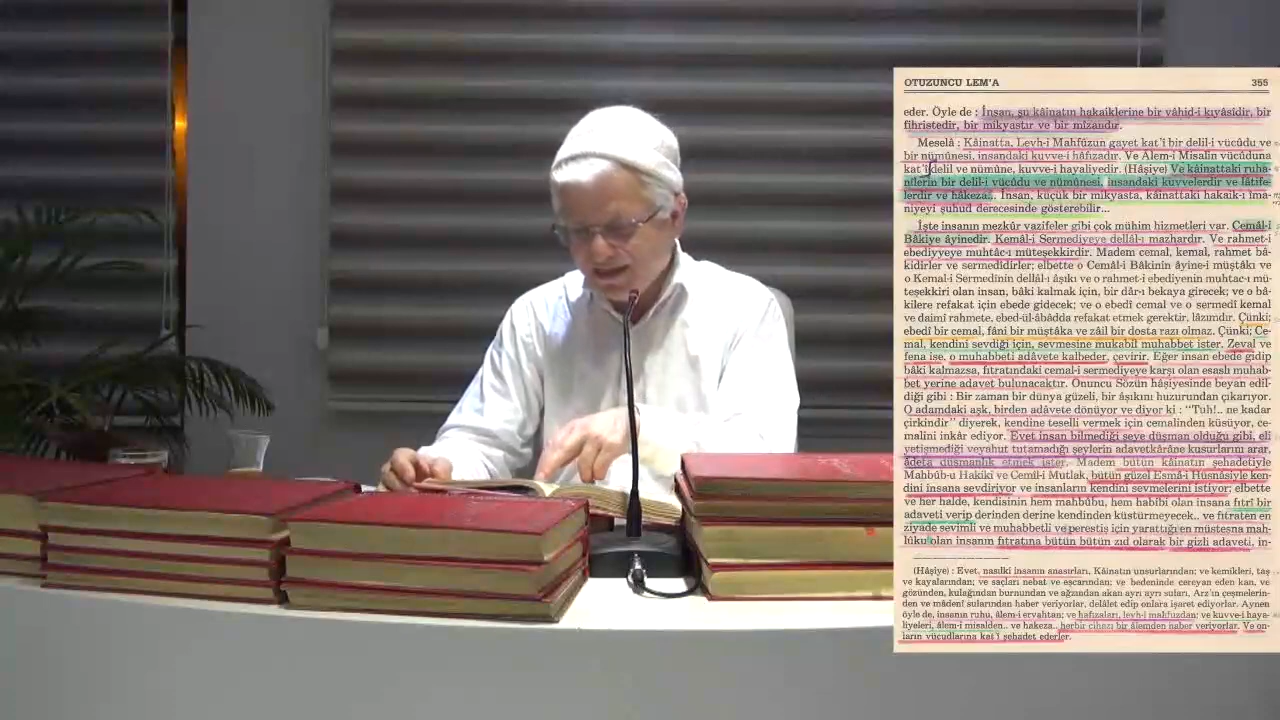 OTUZUNCU LEM'A 355
eder. Öyle de : İnsan, şu kâinatın hakaiklerine bir vâhid-i kıyâsîdir, bir
fihristedir, bir mikyastır ve bir mîzandır.
Meselâ : Kâinatta, Levh-i Mahfûzun gayet kat'î bir delil-i vücûdu ve
bir nümûnesi, insandaki kuvve-i hâfızadır. Ve Âlem-i Misalin vücûduna
kat'î delil ve nümûne, kuvve-i hayaliyedir. (Hâşiye) Ve kâinattaki ruha-
nîlerin bir delil-i vücûdu ve nümûnesi, insandaki kuvvelerdir ve lâtife-
lerdir ve hâkeza.. İnsan, küçük bir mikyasta, kâinattaki hakaik-ı îma-
niyeyi şuhud derecesinde gösterebilir...
İşte insanın mezkûr vazifeler gibi çok mühim hizmetleri var. Cemâl-i
Bâkiye âyinedir. Kemâl-i Sermediyeye dellâl-ı mazhardır. Ve rahmet-i
ebediyyeye muhtâc-ı müteşekkirdir. Madem cemal, kemal, rahmet bâ-
kidirler ve sermedîdirler; elbette o Cemâl-i Bâkinin âyine-i müştâkı ve
o Kemal-i Sermedînin dellâl-ı âşıkı ve o rahmet-i ebediyenin muhtac-ı mü-
teşekkiri olan insan, bâki kalmak için, bir dâr-ı bekaya girecek; ve o bâ-
kilere refakat için ebede gidecek; ve o ebedî cemal ve o sermedî kemal
ve daimî rahmete, ebed-ül-âbâdda refakat etmek gerektir, lâzımdır. Çünki;
ebedî bir cemal, fâni bir müştâka ve zâil bir dosta razı olmaz. Çünki; Ce-
mal, kendini sevdiği için, sevmesine mukabil muhabbet ister. Zeval ve
fena ise, o muhabbeti adâvete kalbeder, çevirir. Eğer insan ebede gidip
bâki kalmazsa, fıtratındaki cemal-i sermediyeye karşı olan esaslı muhab-
bet yerine adavet bulunacaktır. Onuncu Sözün hâşiyesinde beyan edil-
diği gibi : Bir zaman bir dünya güzeli, bir âşıkını huzurundan çıkarıyor.
O adamdaki aşk, birden adâvete dönüyor ve diyor ki : "Tuh!.. ne kadar
çirkindir" diyerek, kendine teselli vermek için cemalinden küsüyor, ce-
malini inkâr ediyor. Evet insan bilmediği şeye düşman olduğu gibi, eli
yetişmediği veyahut tutamadığı şeylerin adavetkârâne kusurlarını arar,
âdeta düşmanlık etmek ister. Madem bütün kâinatın şehadetiyle
Mahbûb-u Hakikî ve Cemîl-i Mutlak, bütün güzel Esmâ-i Hüsnâsiyle ken-
dini insana sevdiriyor ve insanların kendini sevmelerini istiyor; elbette
ve her halde, kendisinin hem mahbûbu, hem habîbi olan insana fıtrî bir
adaveti verip derinden derine kendinden küstürmeyecek.. ve fıtraten en
ziyade sevimli ve muhabbetli ve perestiş için yarattığı en müstesna mah-
lûku olan insanın fıtratına bütün bütün zıd olarak bir gizli adaveti, in-
(Hâşiye) : Evet, nasılki insanın anasırları, Kâinatın unsurlarından; ve kemikleri, taş
ve kayalarından; ve saçları nebat ve eşcarından; ve bedeninde cereyan eden kan, ve
gözünden, kulağından burnundan ve ağzından akan ayrı ayrı suları, Arz'ın çeşmelerin-
den ve mâdenî sularından haber veriyorlar, delâlet edip onlara işaret ediyorlar. Aynen
öyle de, insanın ruhu, âlem-i ervahtan; ve hafızaları, levh-i mahfuzdan; ve kuvve-i haya-
liyeleri, âlem-i misalden.. ve hakeza.. herbir cihazı bir âlemden haber veriyorlar. Ve on-
ların vücudlarına kat'î şehadet ederler.